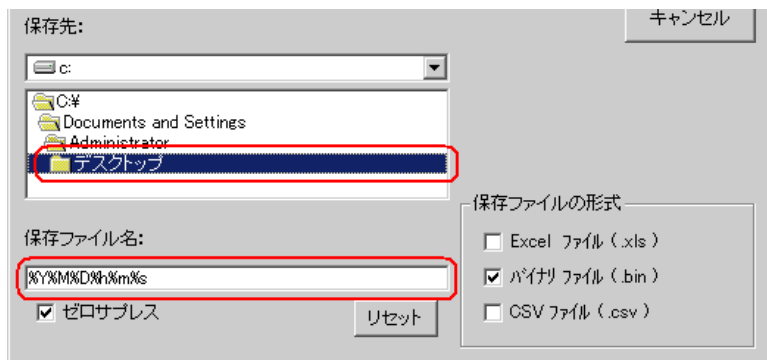 保存先:
キャンセル
c:
C:¥
Documents and Settings
Administrator
デスクトップ
保存ファイル名:
%Y%M%D%h%m%s
ゼロサプレス
リセット
保存ファイルの形式
Excel ファイル ( .xls )
バイナリ ファイル ( .bin )
CSV ファイル ( .csv )